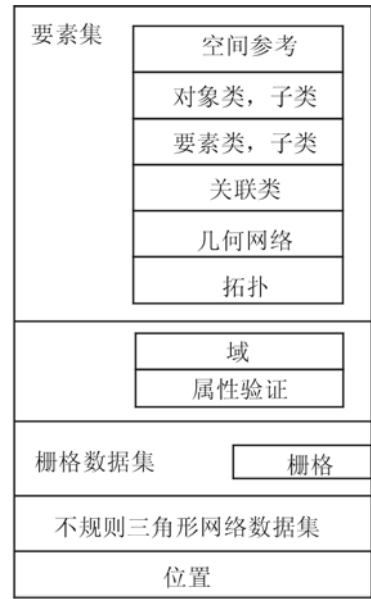 要素集
空间参考
对象类，子类
要素类，子类
关联类
几何网络
拓扑
域
属性验证
栅格数据集
栅格
不规则三角形网络数据集
位置